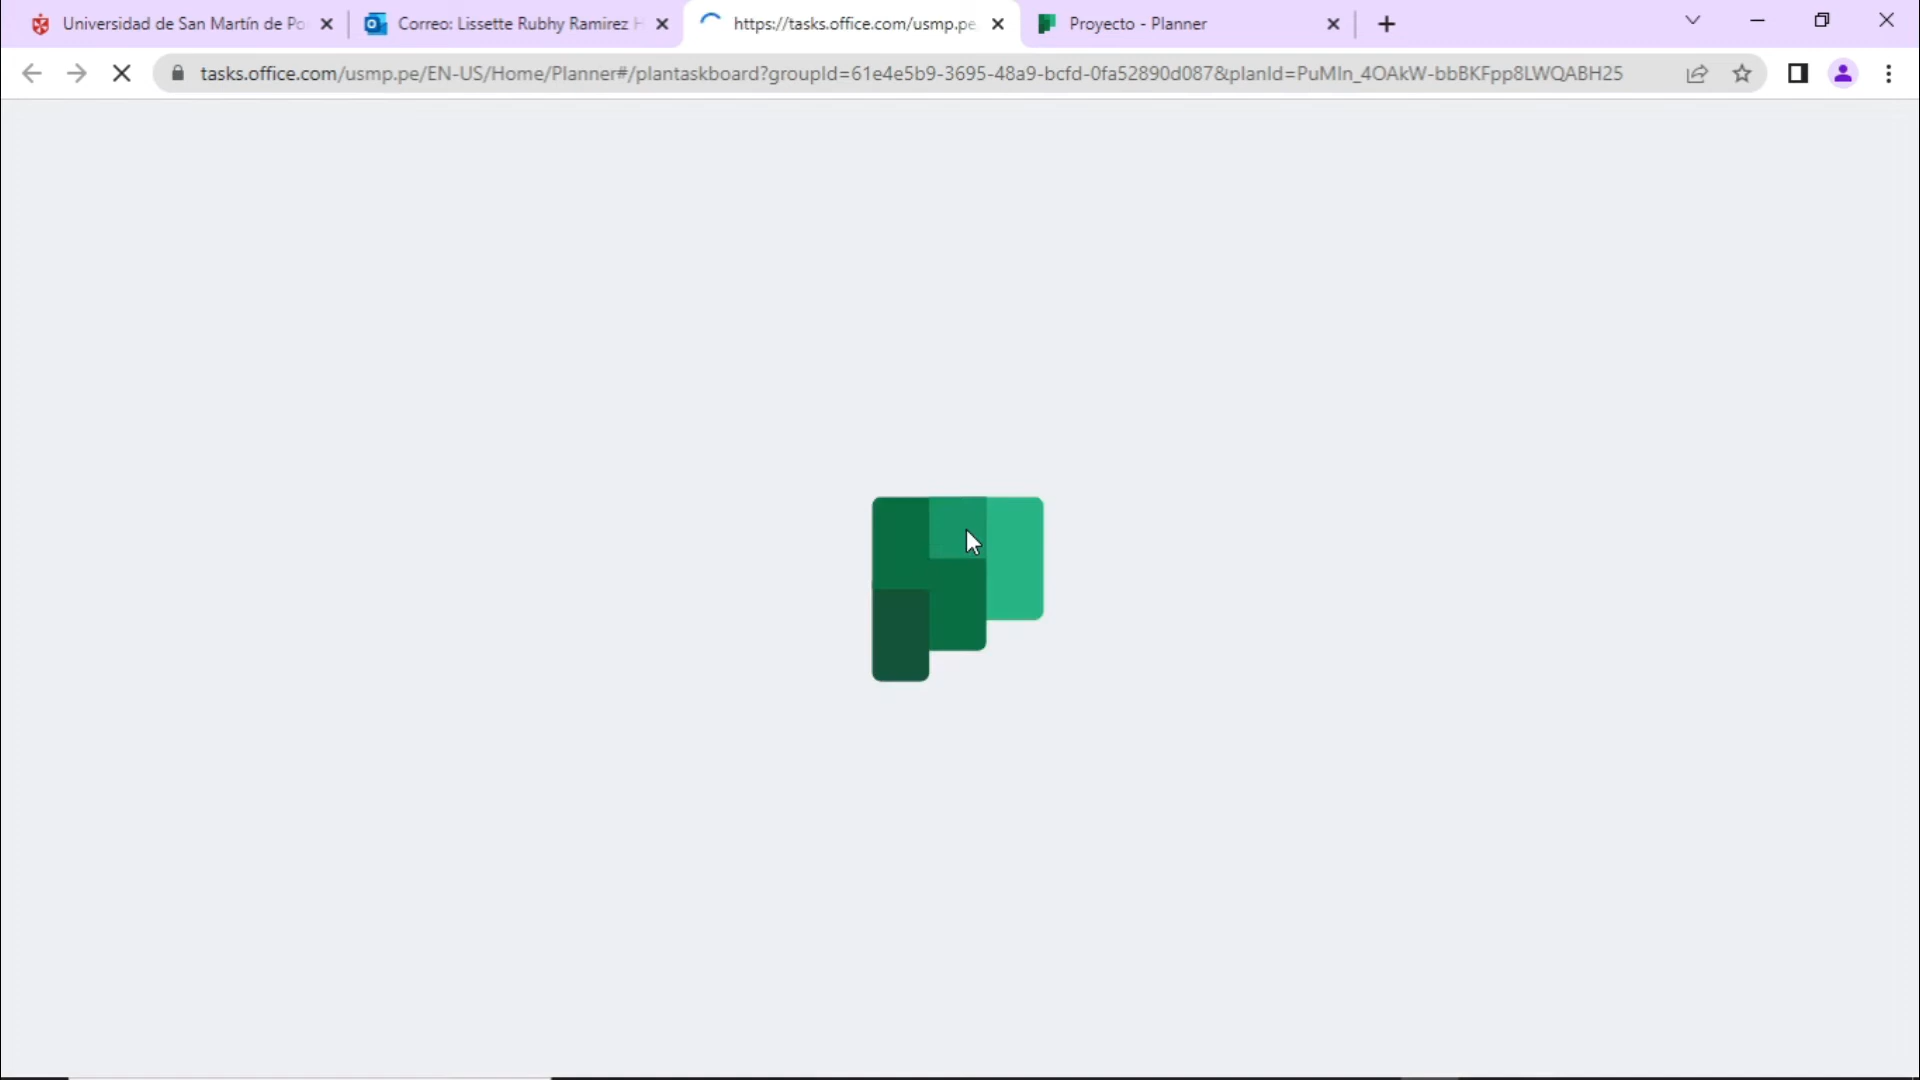 Universidad de San Martín de Po
Correo: Lissette Rubhy Ramirez H
https://tasks.office.com/usmp.pe
Proyecto - Planner
tasks.office.com/usmp.pe/EN-US/Home/Planner#/plantaskboard?groupId=61e4e5b9-3695-48a9-bcfd-0fa52890d087&planId=PuMIn_4OAkW-bbBKFpp8LWQABH25